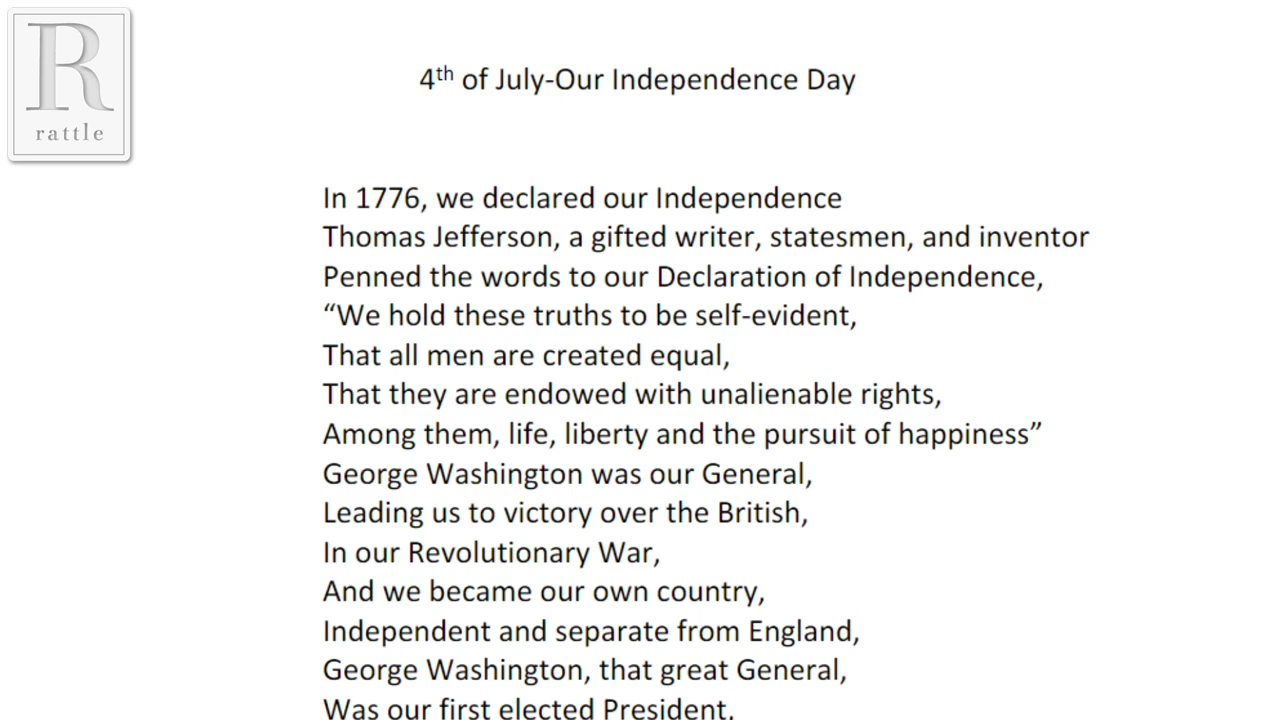 R
rattle
4th of July-Our Independence Day
In 1776, we declared our Independence
Thomas Jefferson, a gifted writer, statesmen, and inventor
Penned the words to our Declaration of Independence,
“We hold these truths to be self-evident,
That all men are created equal,
That they are endowed with unalienable rights,
Among them, life, liberty and the pursuit of happiness”
George Washington was our General,
Leading us to victory over the British,
In our Revolutionary War,
And we became our own country,
Independent and separate from England,
George Washington, that great General,
Was our first elected President,